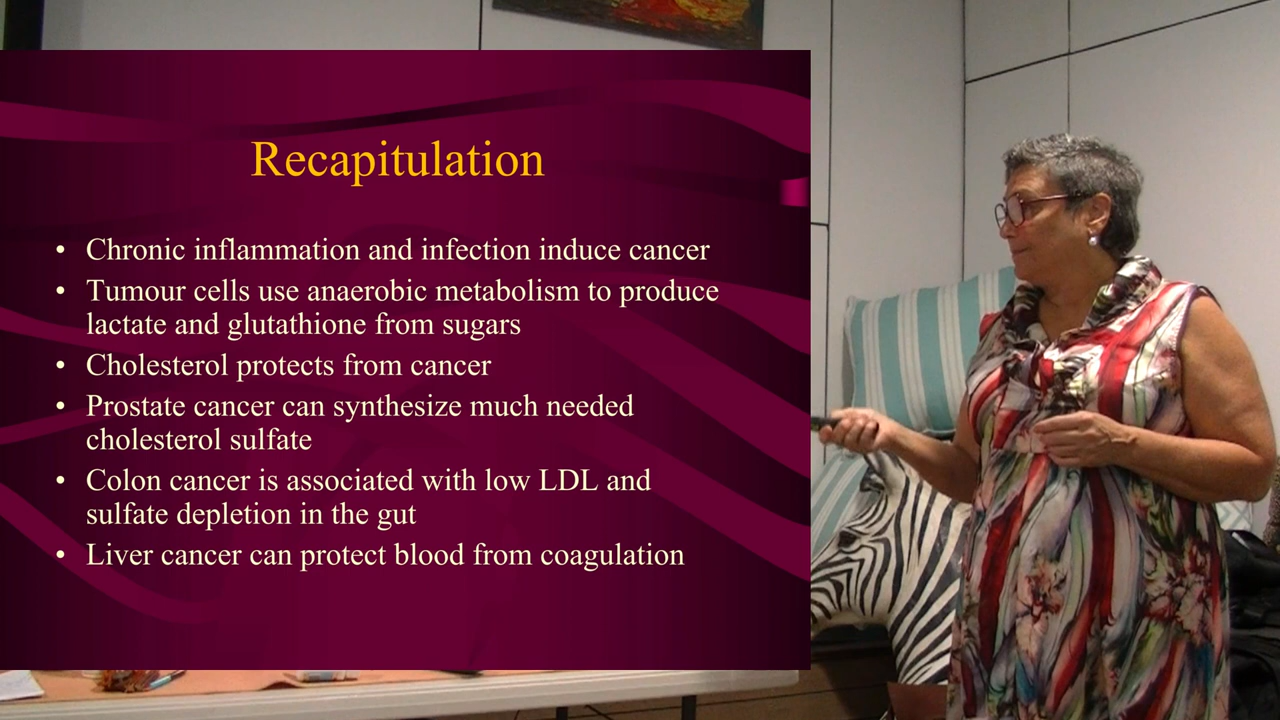 Recapitulation
• Chronic inflammation and infection induce cancer
• Tumour cells use anaerobic metabolism to produce
lactate and glutathione from sugars
• Cholesterol protects from cancer
• Prostate cancer can synthesize much needed
cholesterol sulfate
• Colon cancer is associated with low LDL and
sulfate depletion in the gut
• Liver cancer can protect blood from coagulation